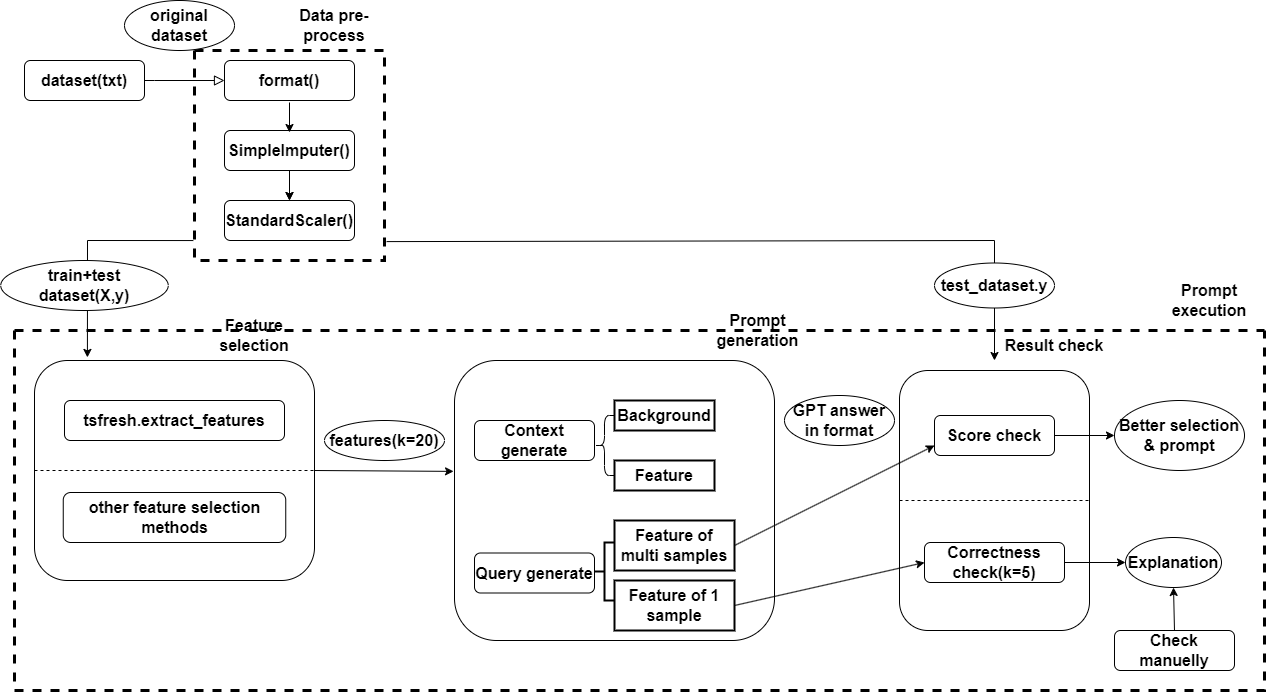 original
dataset
Data pre-
process
dataset(txt)
format()
SimpleImputer()
StandardScaler()
train+test
dataset(X,y)
test_dataset.y
Prompt
execution
Feature
selection
Prompt
generation
Result check
tsfresh.extract_features
other feature selection
methods
features(k=20)
Context
generate
Background
Feature
Query generate
Feature of
multi samples
Feature of 1
sample
GPT answer
in format
Score check
Correctness
check(k=5)
Better selection
& prompt
Explanation
Check
manuelly